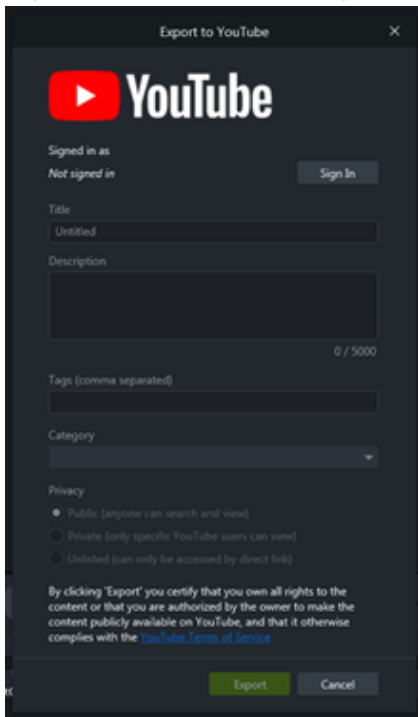 Export to YouTube
YouTube
Signed in as
Not signed in
Sign In
Title
Untitled
Description
0 / 5000
Tags (comma separated)
Category
Privacy
Public (anyone can search and view)
Private (only specific YouTube users can view)
Unlisted (can only be accessed by direct link)
By clicking 'Export' you certify that you own all rights to the
content or that you are authorized by the owner to make the
content publicly available on YouTube, and that it otherwise
complies with the YouTube Terms of Service
Export
Cancel